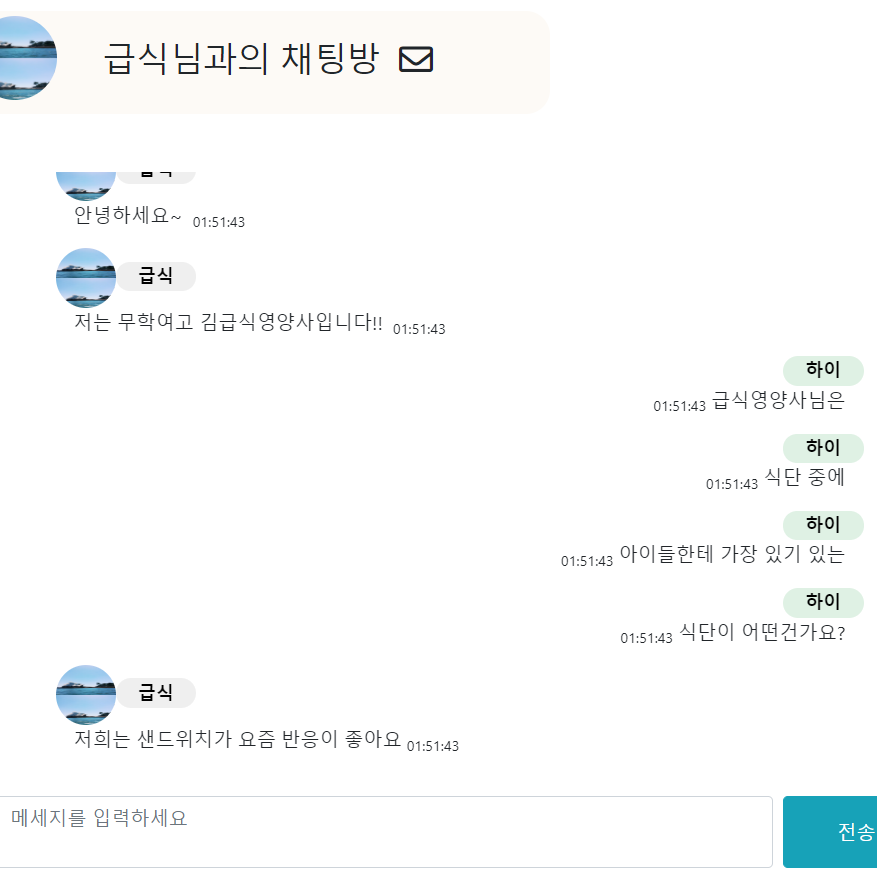 급식님과의 채팅방
급식
안녕하세요~ 01:51:43
급식
저는 무학여고 김급식영양사입니다!! 01:51:43
하이
01:51:43 급식영양사님은
하이
01:51:43 식단 중에
하이
01:51:43 아이들한테 가장 있기 있는
하이
01:51:43 식단이 어떤건가요?
급식
저희는 샌드위치가 요즘 반응이 좋아요 01:51:43
메세지를 입력하세요
전송